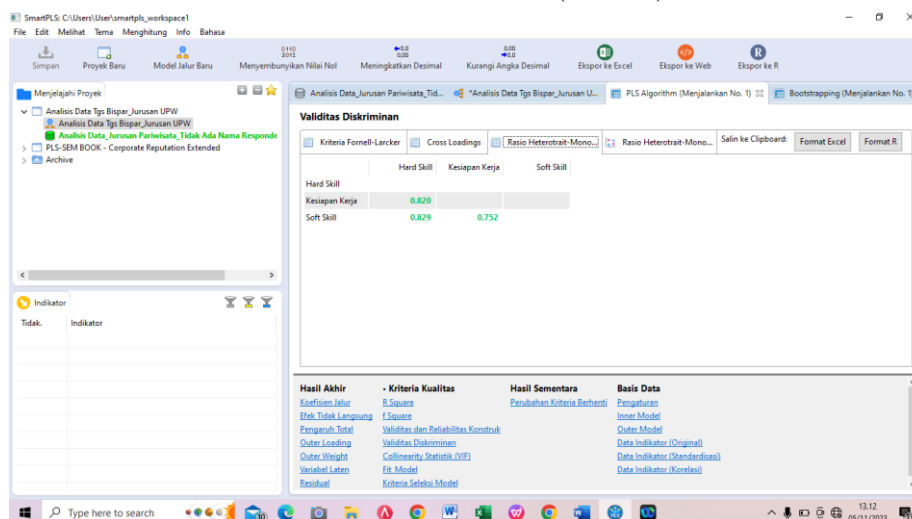 SmartPLS: C:\Users\User\smartpls_workspace1
File Edit Melihat Tema Menghitung Info Bahasa
Simpan Proyek Baru Model Jalur Baru Menyembunyikan Nilai Nol Meningkatkan Desimal Kurangi Angka Desimal Ekspor ke Excel Ekspor ke Web Ekspor ke R
Menjelajahi Proyek
Analisis Data Tgs Bispar_Jurusan UPW
Analisis Data Tgs Bispar_Jurusan UPW
Analisis Data_Jurusan Pariwisata_Tidak Ada Nama Responde
PLS-SEM BOOK - Corporate Reputation Extended
Archive
Indikator
Tidak. Indikator
Analisis Data_Jurusan Pariwisata_Tid... *Analisis Data Tgs Bispar_Jurusan U... PLS Algorithm (Menjalankan No. 1) Bootstrapping (Menjalankan No. 1)
Validitas Diskriminan
Kriteria Fornell-Larcker Cross Loadings Rasio Heterotrait-Mono... Rasio Heterotrait-Mono... Salin ke Clipboard: Format Excel Format R
Hard Skill Kesiapan Kerja Soft Skill
Hard Skill
Kesiapan Kerja 0.820
Soft Skill 0.829 0.752
Hasil Akhir - Kriteria Kualitas Hasil Sementara Basis Data
Koefisien Jalur R Square Perubahan Kriteria Berhenti Pengaturan
Efek Tidak Langsung f Square Inner Model
Pengaruh Total Validitas dan Reliabilitas Konstruk Outer Model
Outer Loading Validitas Diskriminan Data Indikator (Original)
Outer Weight Collinearity Statistik (VIF) Data Indikator (Standardisasi)
Variabel Laten Fit Model Data Indikator (Korelasi)
Residual Kriteria Seleksi Model
Type here to search
13.12
05/11/2023